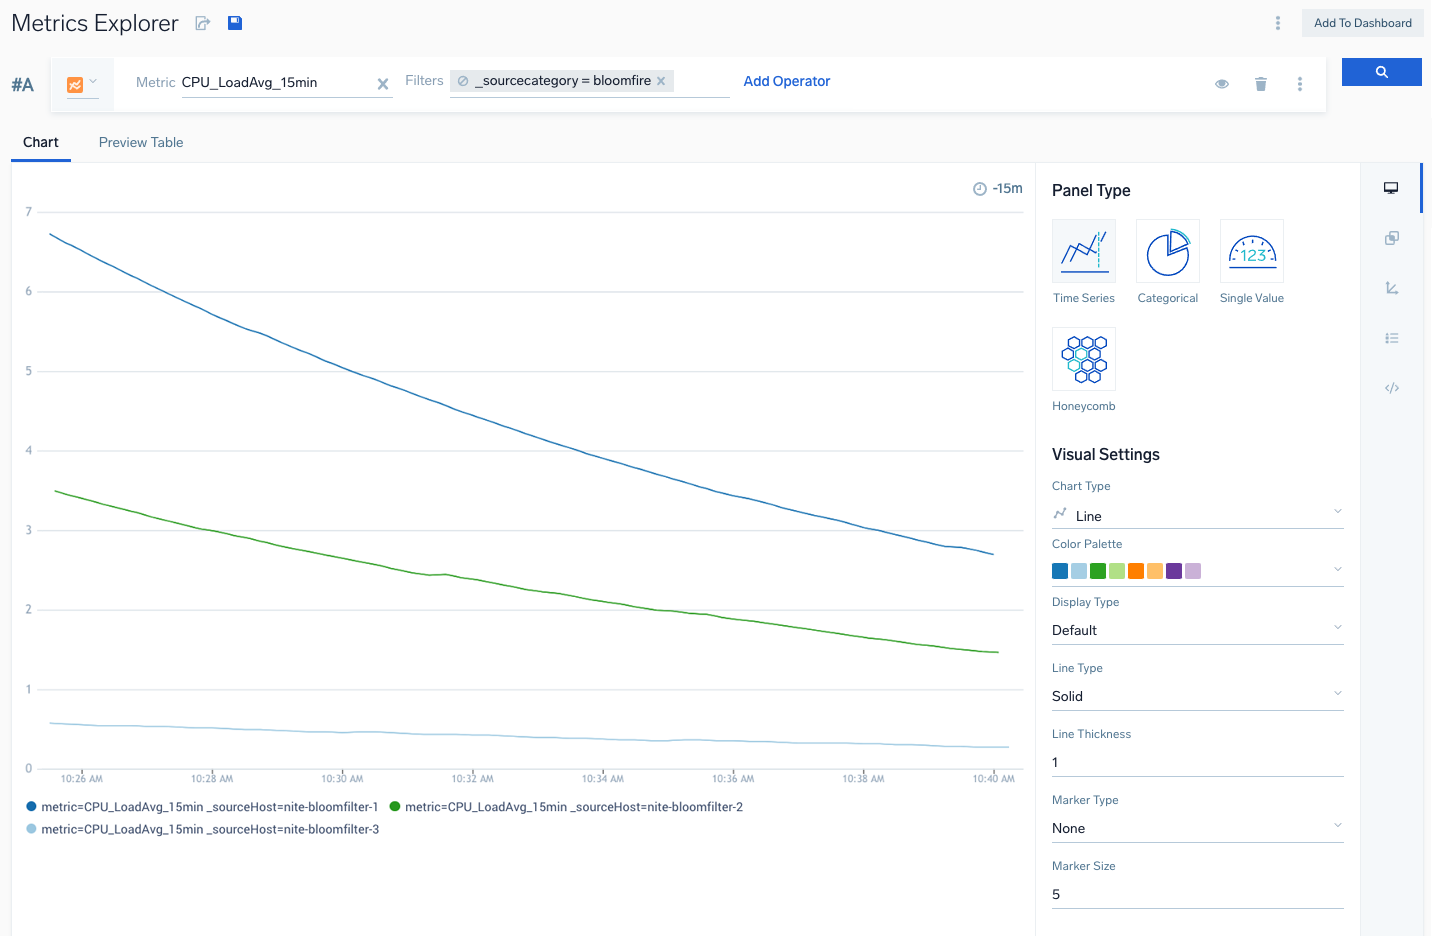 Metrics Explorer
Add To Dashboard
#A
Metric CPU_LoadAvg_15min
Filters _sourcecategory = bloomfire
Add Operator
Chart
Preview Table
-15m
7
6
5
4
3
2
1
0
10:26 AM 10:28 AM 10:30 AM 10:32 AM 10:34 AM 10:36 AM 10:38 AM 10:40 AM
metric=CPU_LoadAvg_15min _sourceHost=nite-bloomfilter-1 metric=CPU_LoadAvg_15min _sourceHost=nite-bloomfilter-2
metric=CPU_LoadAvg_15min _sourceHost=nite-bloomfilter-3
Panel Type
123
Time Series Categorical Single Value
Honeycomb
Visual Settings
Chart Type
Line
Color Palette
Display Type
Default
Line Type
Solid
Line Thickness
1
Marker Type
None
Marker Size
5